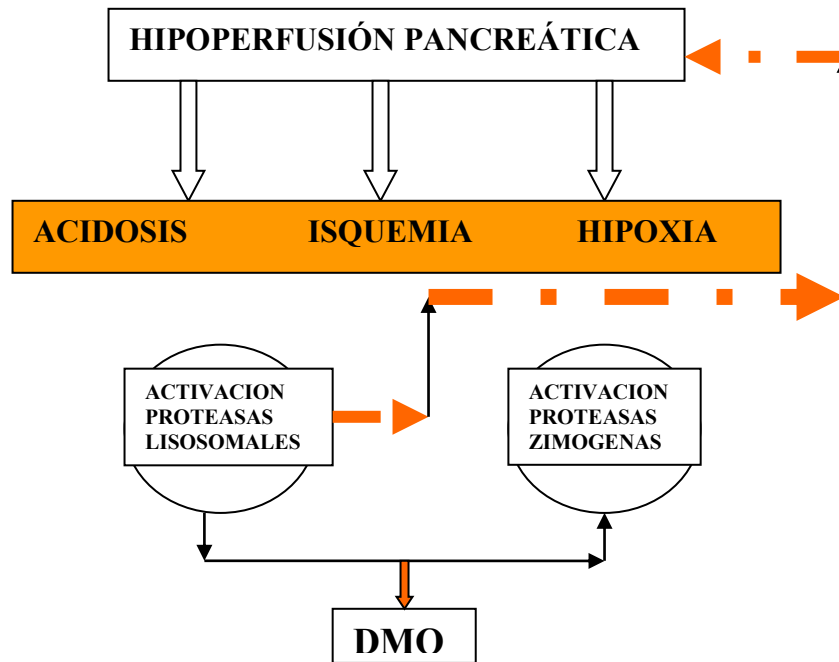 HIPOPERFUSIÓN PANCREÁTICA
ACIDOSIS ISQUEMIA HIPOXIA
ACTIVACION
PROTEASAS
LISOSOMALES
ACTIVACION
PROTEASAS
ZIMOGENAS
DMO